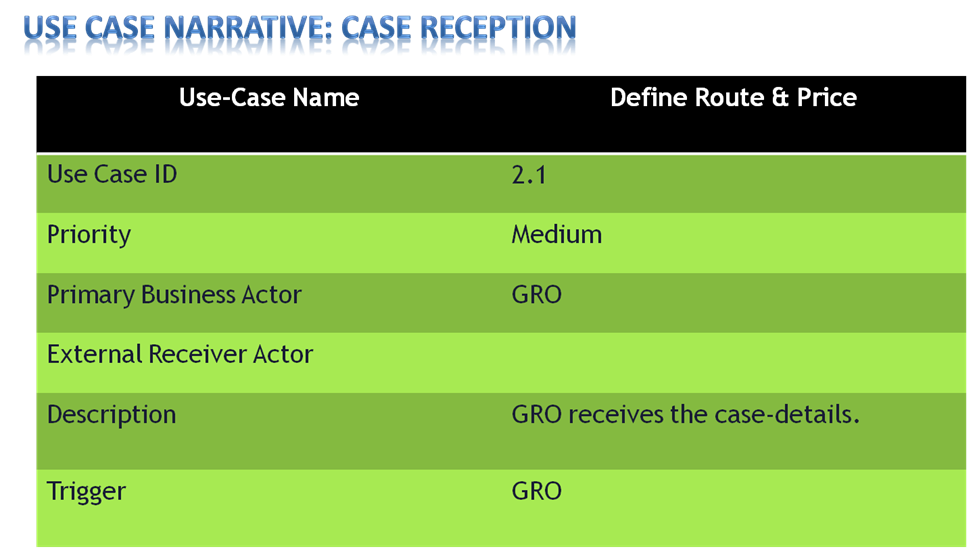 USE CASE NARRATIVE: CASE RECEPTION
Use-Case Name Define Route & Price
Use Case ID 2.1
Priority Medium
Primary Business Actor GRO
External Receiver Actor
Description GRO receives the case-details.
Trigger GRO